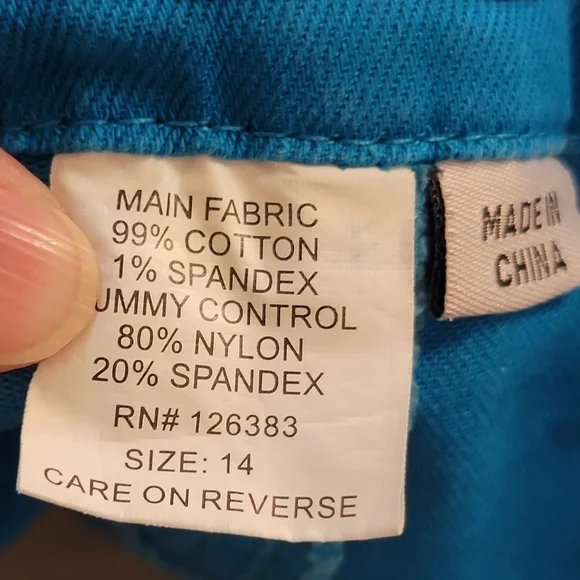 MAIN FABRIC
99% COTTON
1% SPANDEX
UMMY CONTROL
80% NYLON
20% SPANDEX
RN# 126383
SIZE: 14
CARE ON REVERSE
MADE IN
CHINA